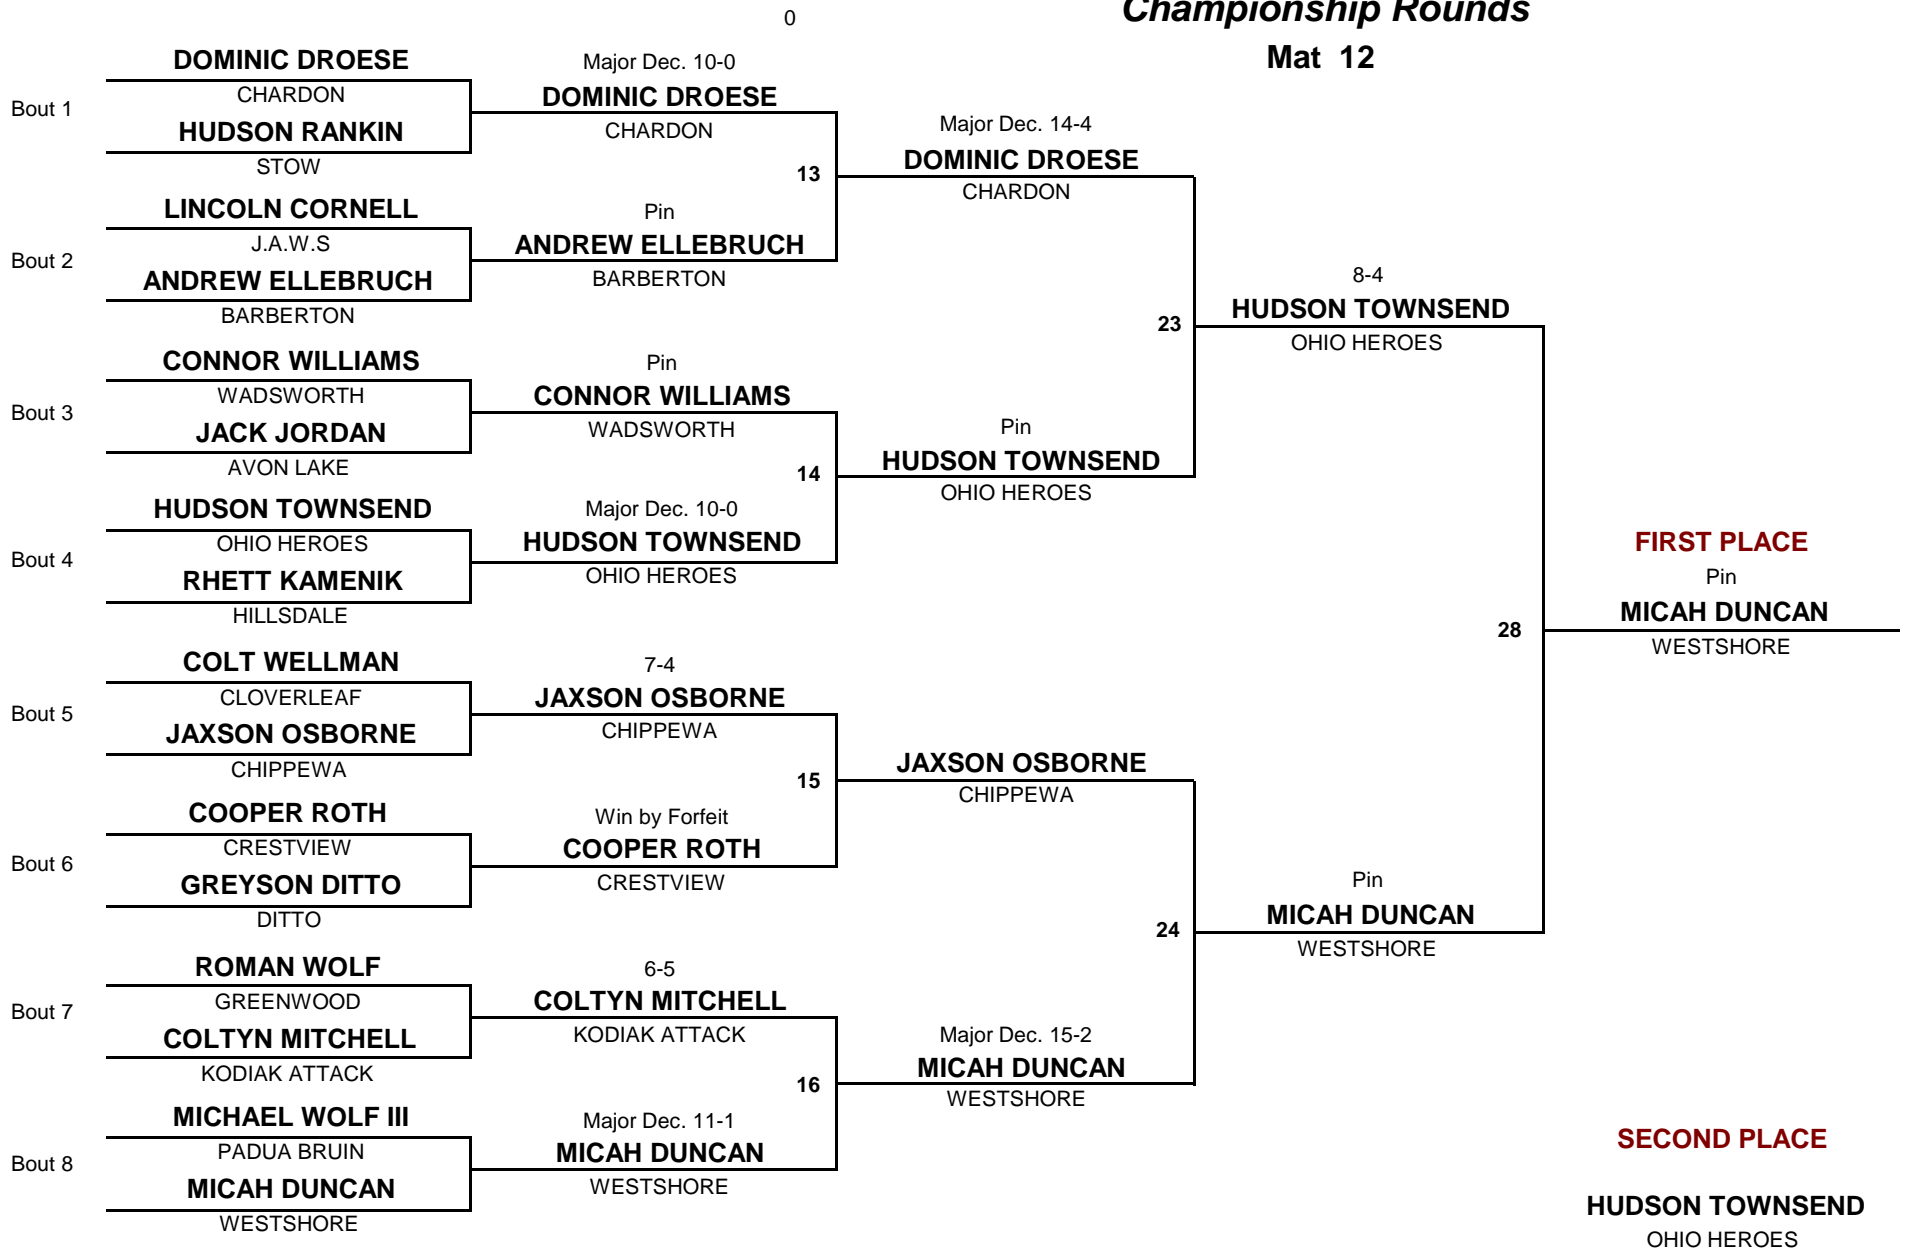 0
Championship Rounds
Mat 12
DOMINIC DROESE
CHARDON
Bout 1
HUDSON RANKIN
STOW
LINCOLN CORNELL
J.A.W.S
Bout 2
ANDREW ELLEBRUCH
BARBERTON
CONNOR WILLIAMS
WADSWORTH
Bout 3
JACK JORDAN
AVON LAKE
HUDSON TOWNSEND
OHIO HEROES
Bout 4
RHETT KAMENIK
HILLSDALE
COLT WELLMAN
CLOVERLEAF
Bout 5
JAXSON OSBORNE
CHIPPEWA
COOPER ROTH
CRESTVIEW
Bout 6
GREYSON DITTO
DITTO
ROMAN WOLF
GREENWOOD
Bout 7
COLTYN MITCHELL
KODIAK ATTACK
MICHAEL WOLF III
PADUA BRUIN
Bout 8
MICAH DUNCAN
WESTSHORE
Major Dec. 10-0
DOMINIC DROESE
CHARDON
13
Pin
ANDREW ELLEBRUCH
BARBERTON
Pin
CONNOR WILLIAMS
WADSWORTH
14
Major Dec. 10-0
HUDSON TOWNSEND
OHIO HEROES
7-4
JAXSON OSBORNE
CHIPPEWA
15
Win by Forfeit
COOPER ROTH
CRESTVIEW
6-5
COLTYN MITCHELL
KODIAK ATTACK
16
Major Dec. 11-1
MICAH DUNCAN
WESTSHORE
Major Dec. 14-4
DOMINIC DROESE
CHARDON
23
Pin
HUDSON TOWNSEND
OHIO HEROES
JAXSON OSBORNE
CHIPPEWA
24
Major Dec. 15-2
MICAH DUNCAN
WESTSHORE
8-4
HUDSON TOWNSEND
OHIO HEROES
28
Pin
MICAH DUNCAN
WESTSHORE
FIRST PLACE
Pin
MICAH DUNCAN
WESTSHORE
SECOND PLACE
HUDSON TOWNSEND
OHIO HEROES